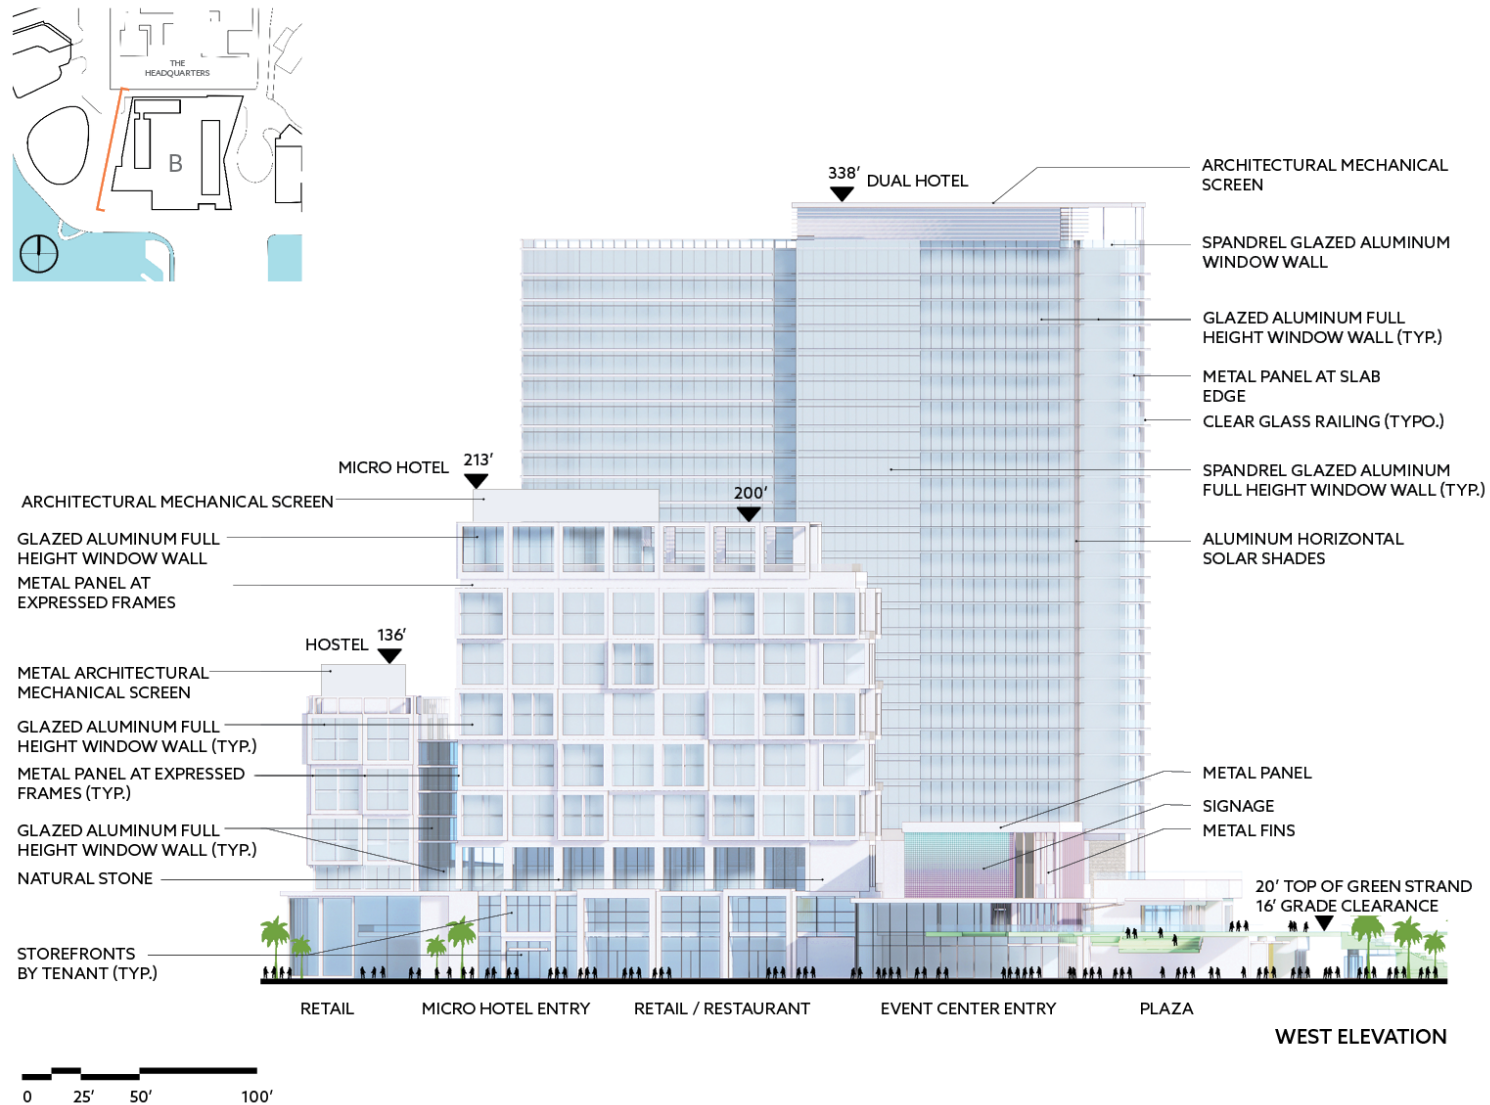 THE
HEADQUARTERS
B
338' DUAL HOTEL
ARCHITECTURAL MECHANICAL
SCREEN
SPANDREL GLAZED ALUMINUM
WINDOW WALL
GLAZED ALUMINUM FULL
HEIGHT WINDOW WALL (TYP.)
METAL PANEL AT SLAB
EDGE
CLEAR GLASS RAILING (TYPO.)
SPANDREL GLAZED ALUMINUM
FULL HEIGHT WINDOW WALL (TYP.)
ALUMINUM HORIZONTAL
SOLAR SHADES
METAL PANEL
SIGNAGE
METAL FINS
20' TOP OF GREEN STRAND
16' GRADE CLEARANCE
MICRO HOTEL 213'
200'
ARCHITECTURAL MECHANICAL SCREEN
GLAZED ALUMINUM FULL
HEIGHT WINDOW WALL
METAL PANEL AT
EXPRESSED FRAMES
HOSTEL 136'
METAL ARCHITECTURAL
MECHANICAL SCREEN
GLAZED ALUMINUM FULL
HEIGHT WINDOW WALL (TYP.)
METAL PANEL AT EXPRESSED
FRAMES (TYP.)
GLAZED ALUMINUM FULL
HEIGHT WINDOW WALL (TYP.)
NATURAL STONE
STOREFRONTS
BY TENANT (TYP.)
RETAIL MICRO HOTEL ENTRY RETAIL / RESTAURANT EVENT CENTER ENTRY PLAZA
WEST ELEVATION
0 25' 50' 100'